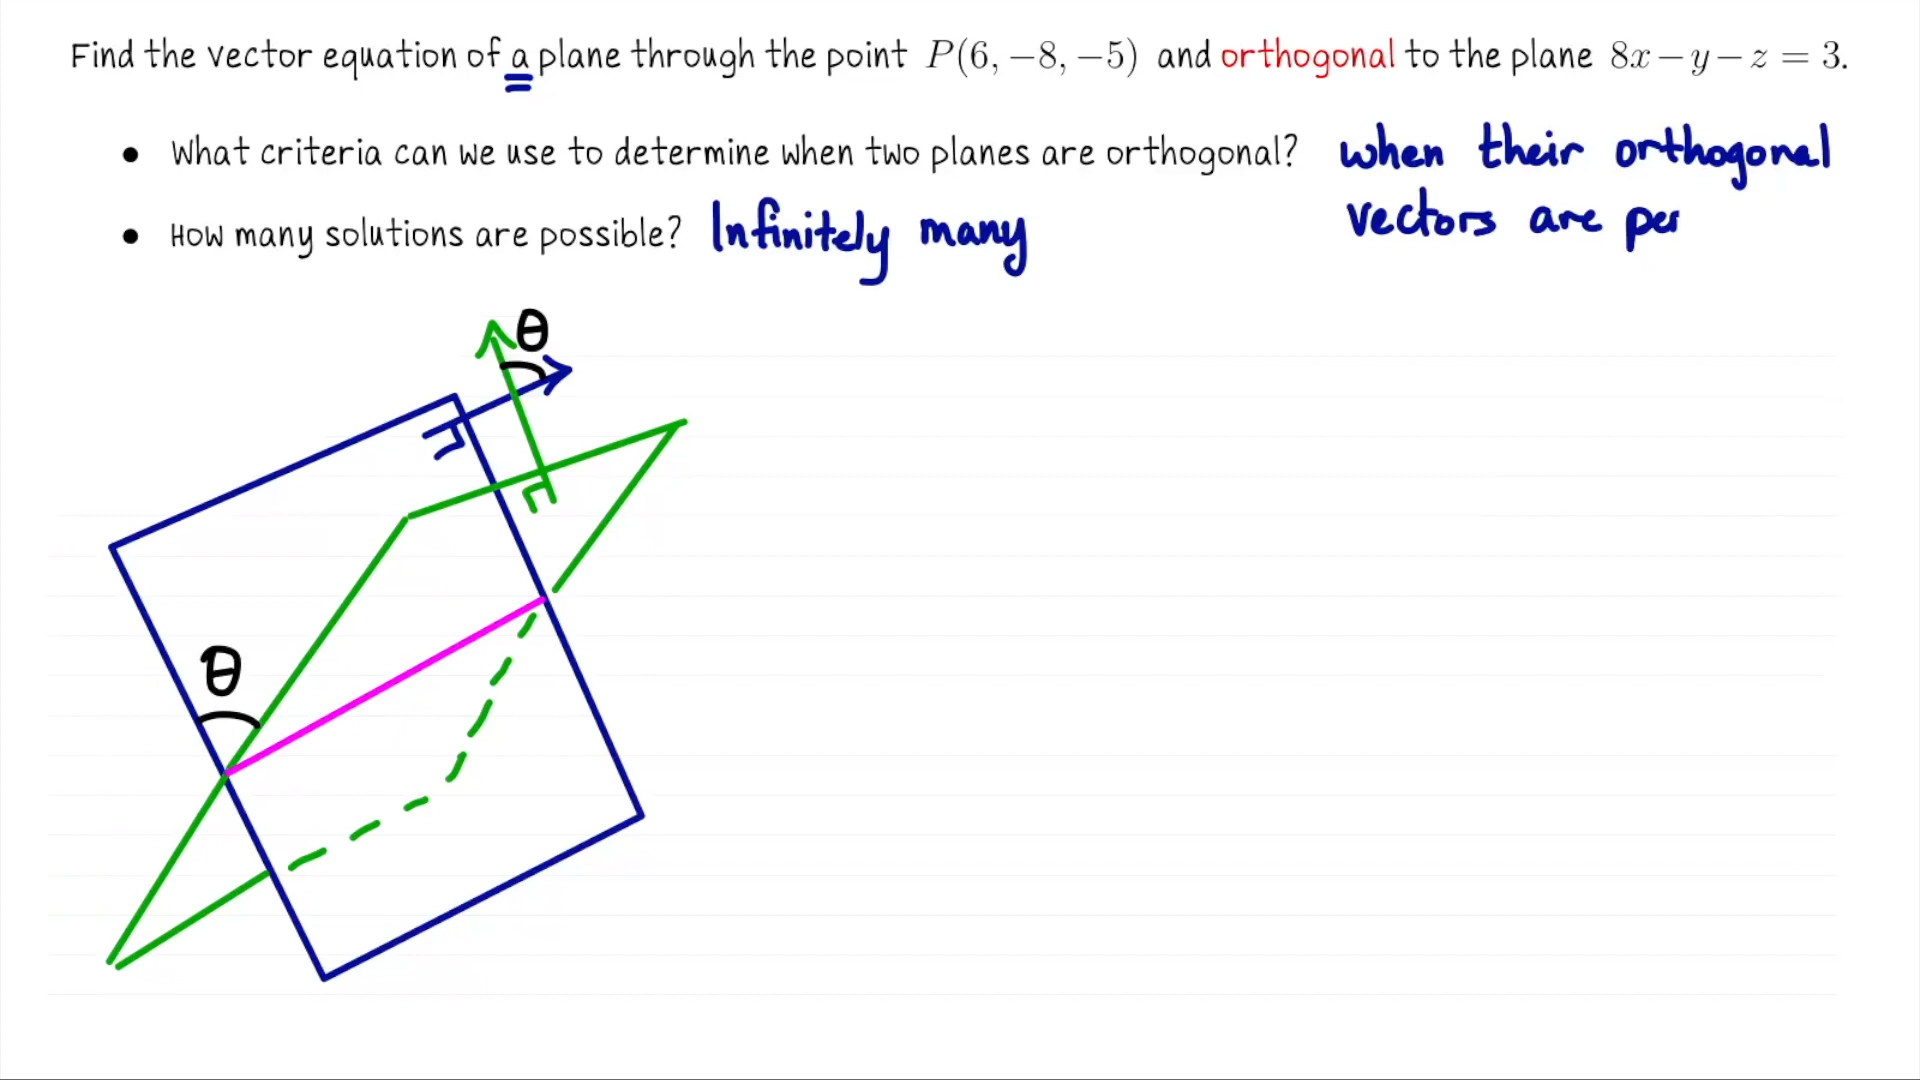 Find the vector equation of a plane through the point P(6, −8, −5) and orthogonal to the plane 8x − y − z = 3.
• What criteria can we use to determine when two planes are orthogonal? when their orthogonal
vectors are per
• How many solutions are possible? Infinitely many
θ
θ